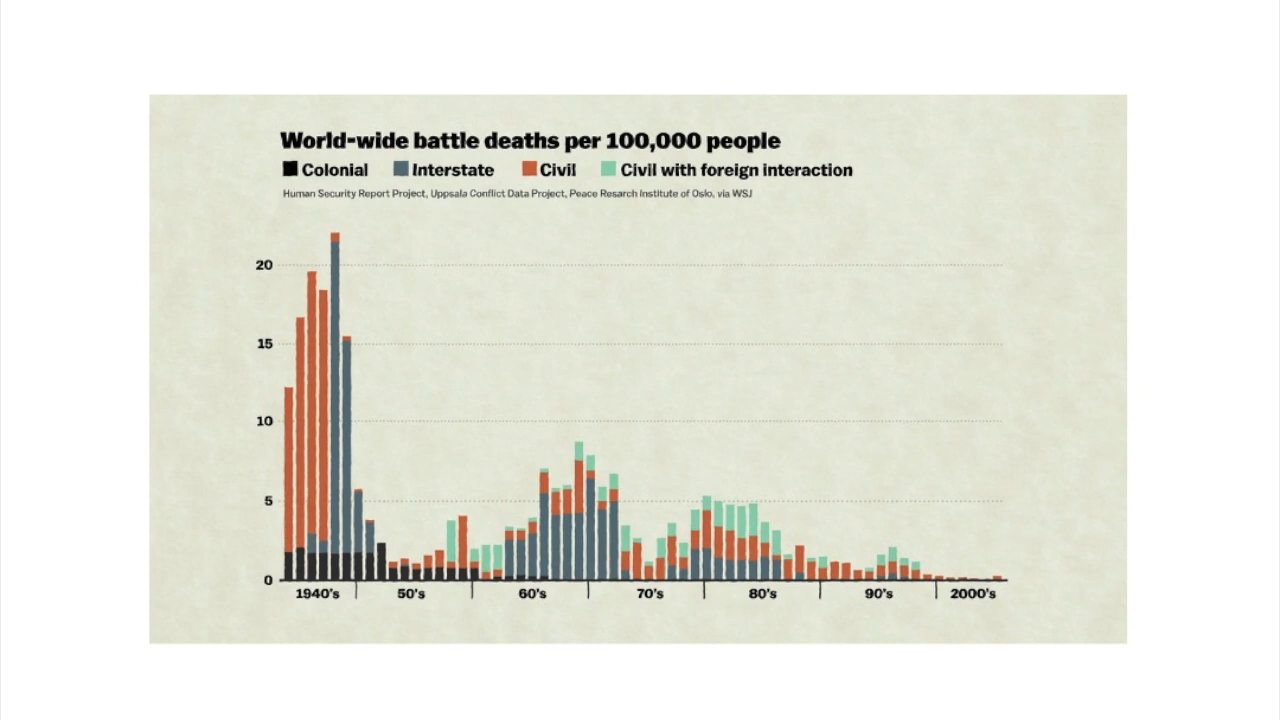 World-wide battle deaths per 100,000 people
Colonial Interstate Civil Civil with foreign interaction
Human Security Report Project, Uppsala Conflict Data Project, Peace Resarch Institute of Oslo, via WSJ
20
15
10
5
0
1940's 50's 60's 70's 80's 90's 2000's